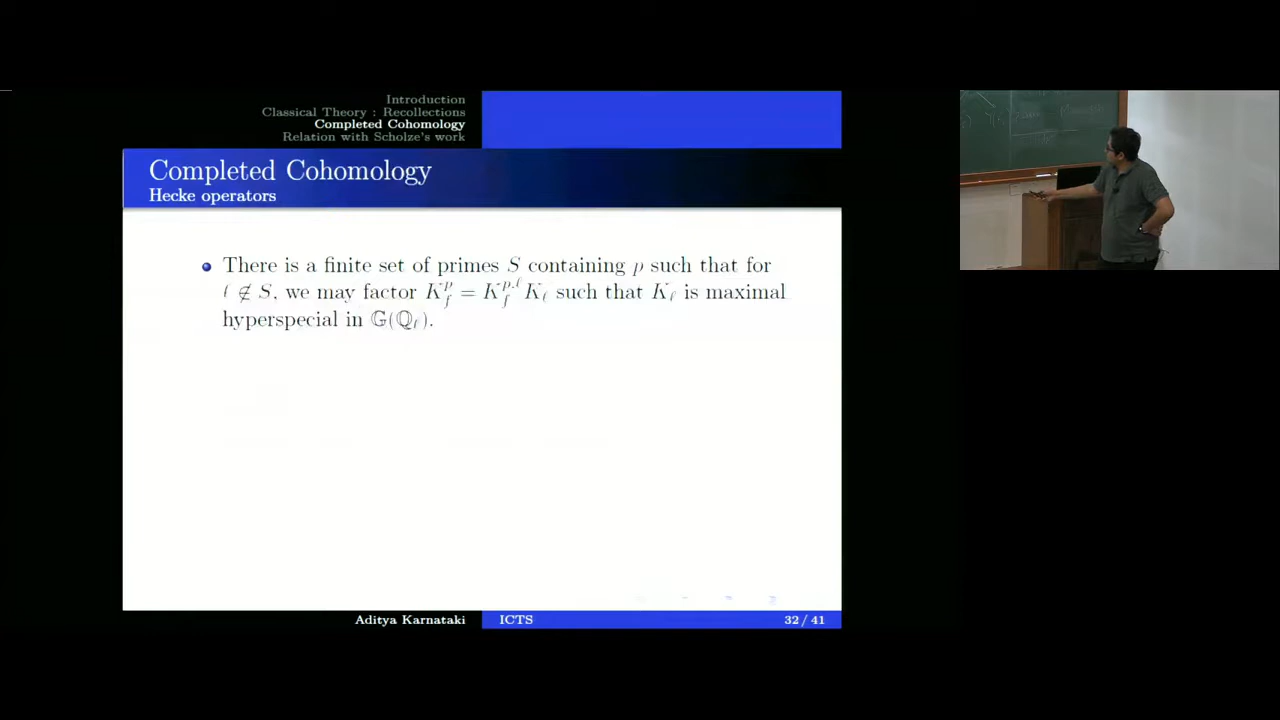 Introduction
Classical Theory : Recollections
Completed Cohomology
Relation with Scholze's work
Completed Cohomology
Hecke operators
There is a finite set of primes S containing p such that for
ℓ ∉ S, we may factor K_f^p = K_f^{p,ℓ} K_ℓ such that K_ℓ is maximal
hyperspecial in 𝔾(ℚ_ℓ).
Aditya Karnataki
ICTS
32 / 41